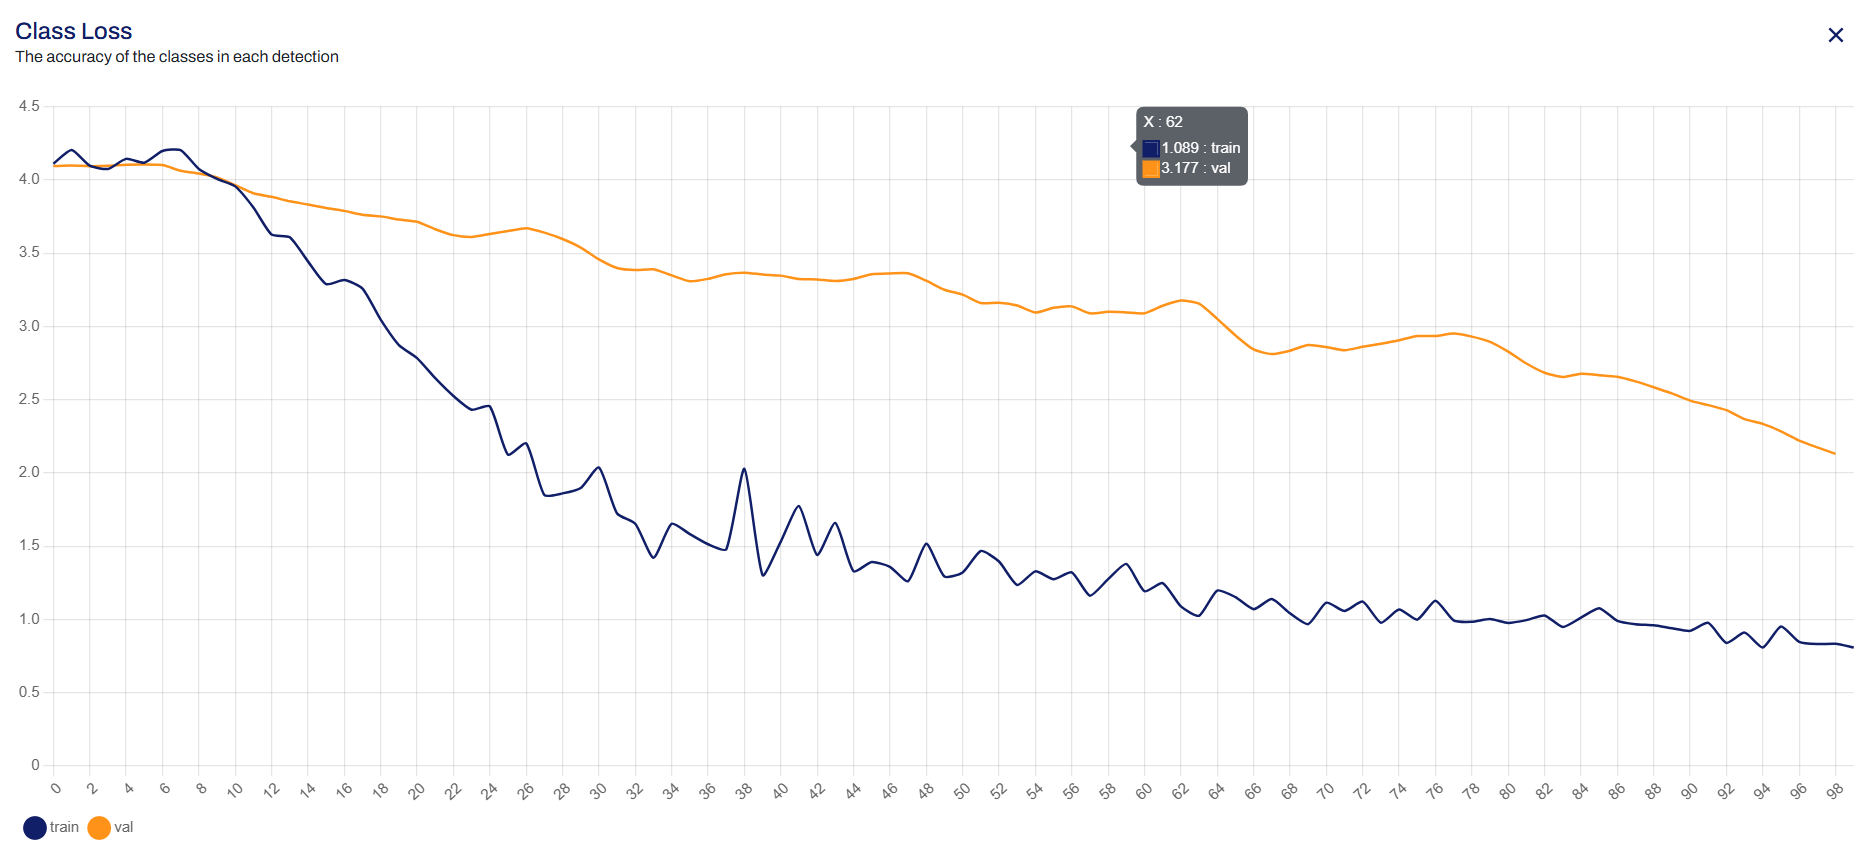 Class Loss
The accuracy of the classes in each detection
X : 62
1.089 : train
3.177 : val
4.5
4.0
3.5
3.0
2.5
2.0
1.5
1.0
0.5
0
0 2 4 6 8 10 12 14 16 18 20 22 24 26 28 30 32 34 36 38 40 42 44 46 48 50 52 54 56 58 60 62 64 66 68 70 72 74 76 78 80 82 84 86 88 90 92 94 96 98
train val